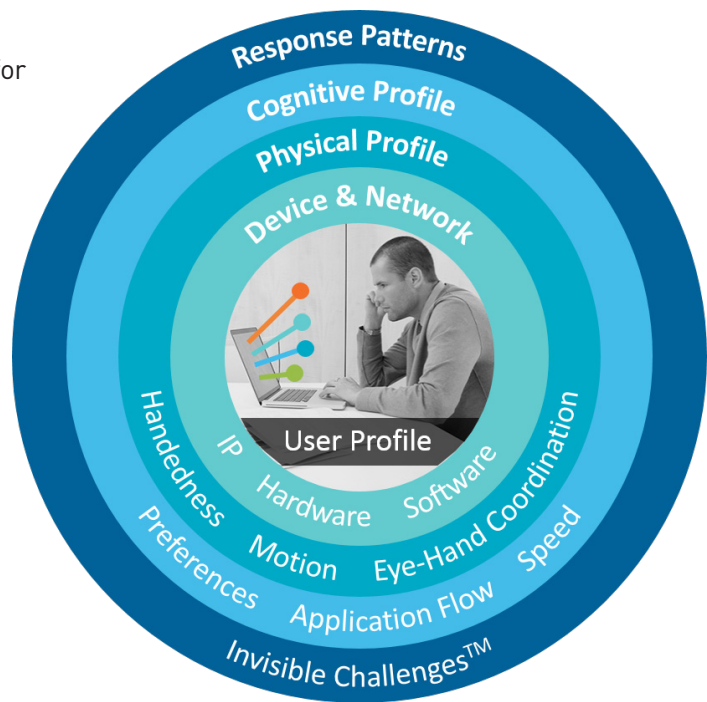 or
Response Patterns
Cognitive Profile
Physical Profile
Device & Network
User Profile
IP Hardware Software
Handedness Motion Eye-Hand Coordination
Preferences Application Flow Speed
Invisible Challenges™